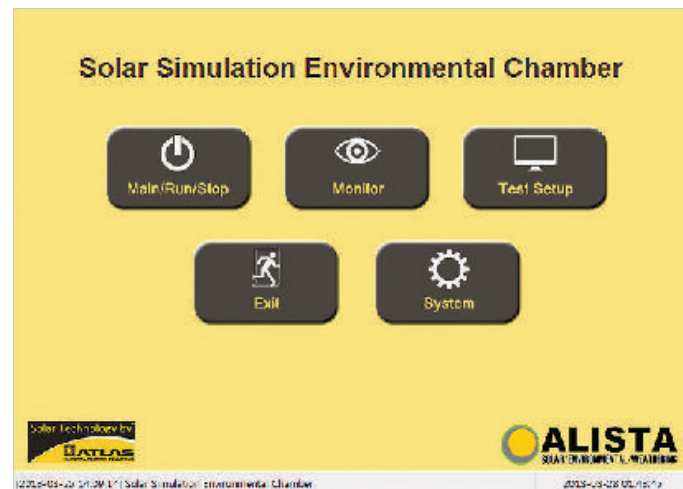 Solar Simulation Environmental Chamber
Main/Run/Stop
Monitor
Test Setup
Exit
System
Solar Technology by
ATLAS
ALISTA
SOLAR/ENVIRONMENTAL/WEATHERING
Solar Simulation Environmental Chamber